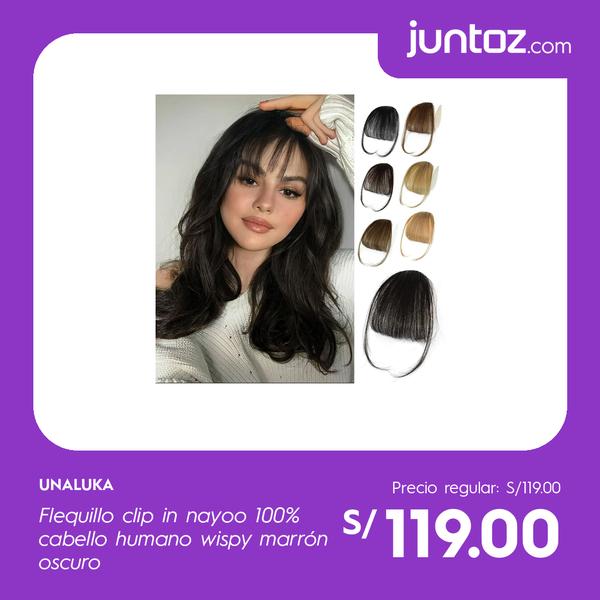 juntoz.com
UNALUKA
Flequillo clip in nayoo 100%
cabello humano wispy marrón
oscuro
Precio regular: S/119.00
S/119.00